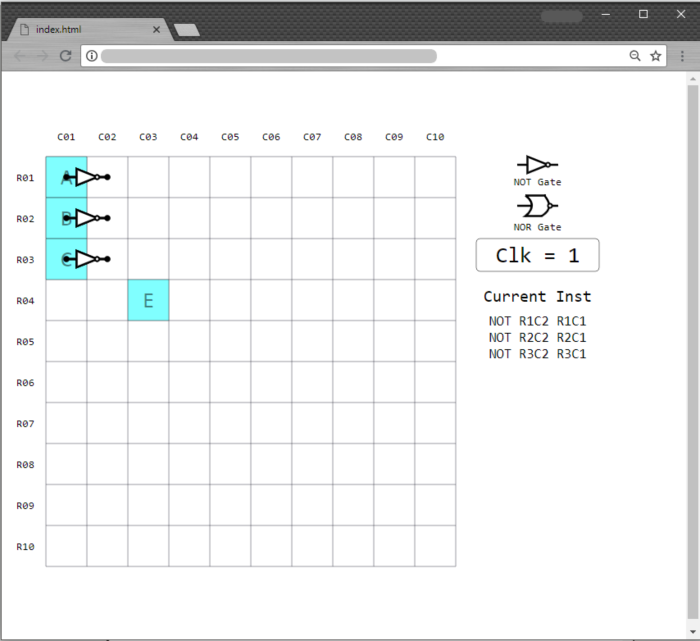 index.html
C01 C02 C03 C04 C05 C06 C07 C08 C09 C10
R01 A
R02 B
R03 C
R04 E
R05
R06
R07
R08
R09
R10
NOT Gate
NOR Gate
Clk = 1
Current Inst
NOT R1C2 R1C1
NOT R2C2 R2C1
NOT R3C2 R3C1